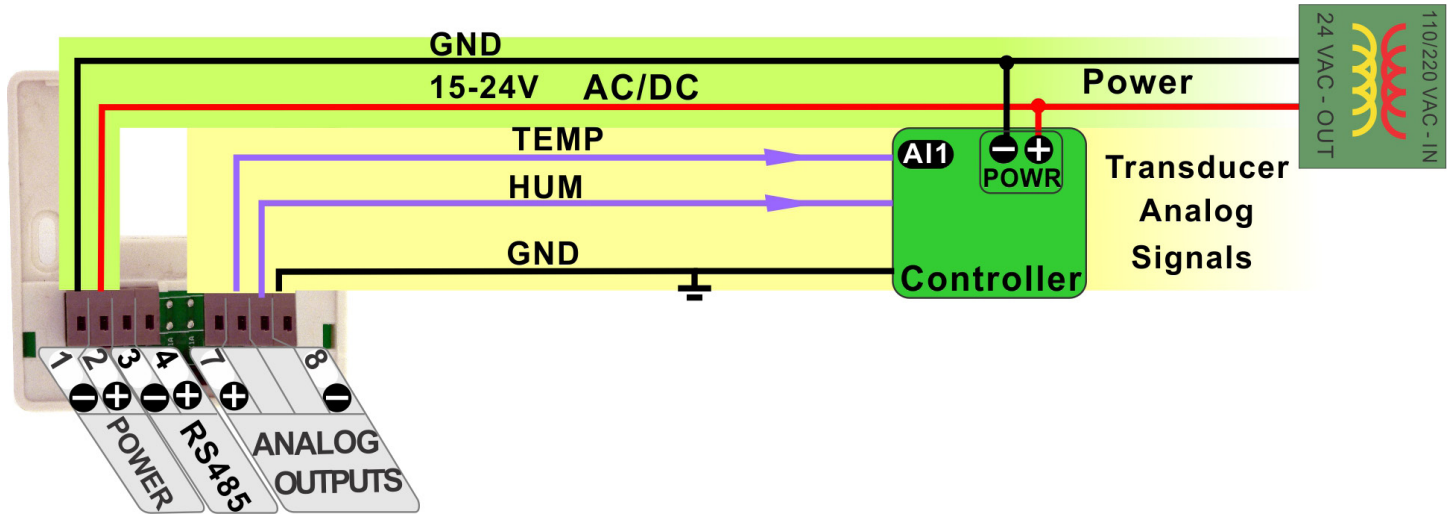 GND
15-24V AC/DC
Power
110/220 VAC - IN
24 VAC - OUT
TEMP
HUM
GND
AI1
POWR
Controller
Transducer
Analog
Signals
1 2 3 4 7 8
POWER
RS485
ANALOG
OUTPUTS